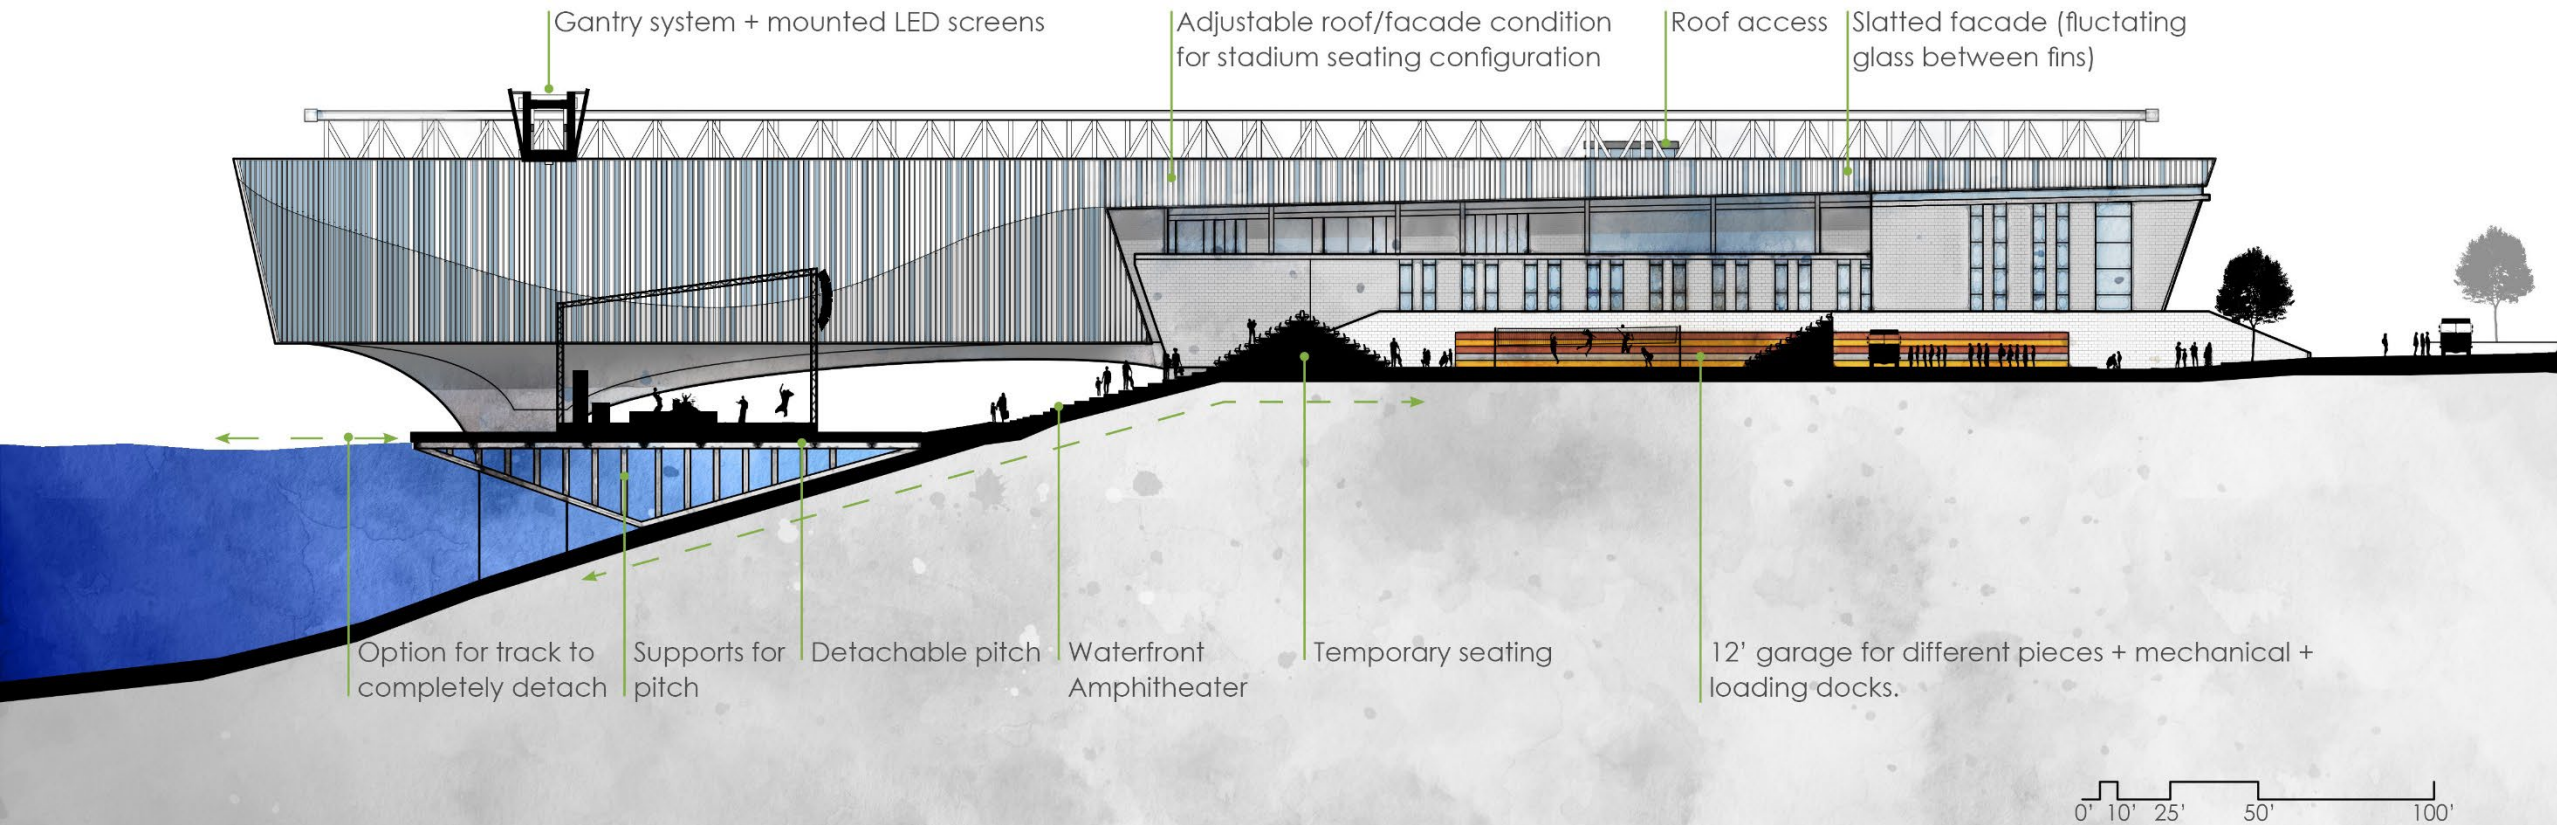 Gantry system + mounted LED screens
Adjustable roof/facade condition
for stadium seating configuration
Roof access
Slatted facade (fluctating
glass between fins)
Option for track to
completely detach
Supports for
pitch
Detachable pitch
Waterfront
Amphitheater
Temporary seating
12’ garage for different pieces + mechanical +
loading docks.
0’ 10’ 25’ 50’ 100’